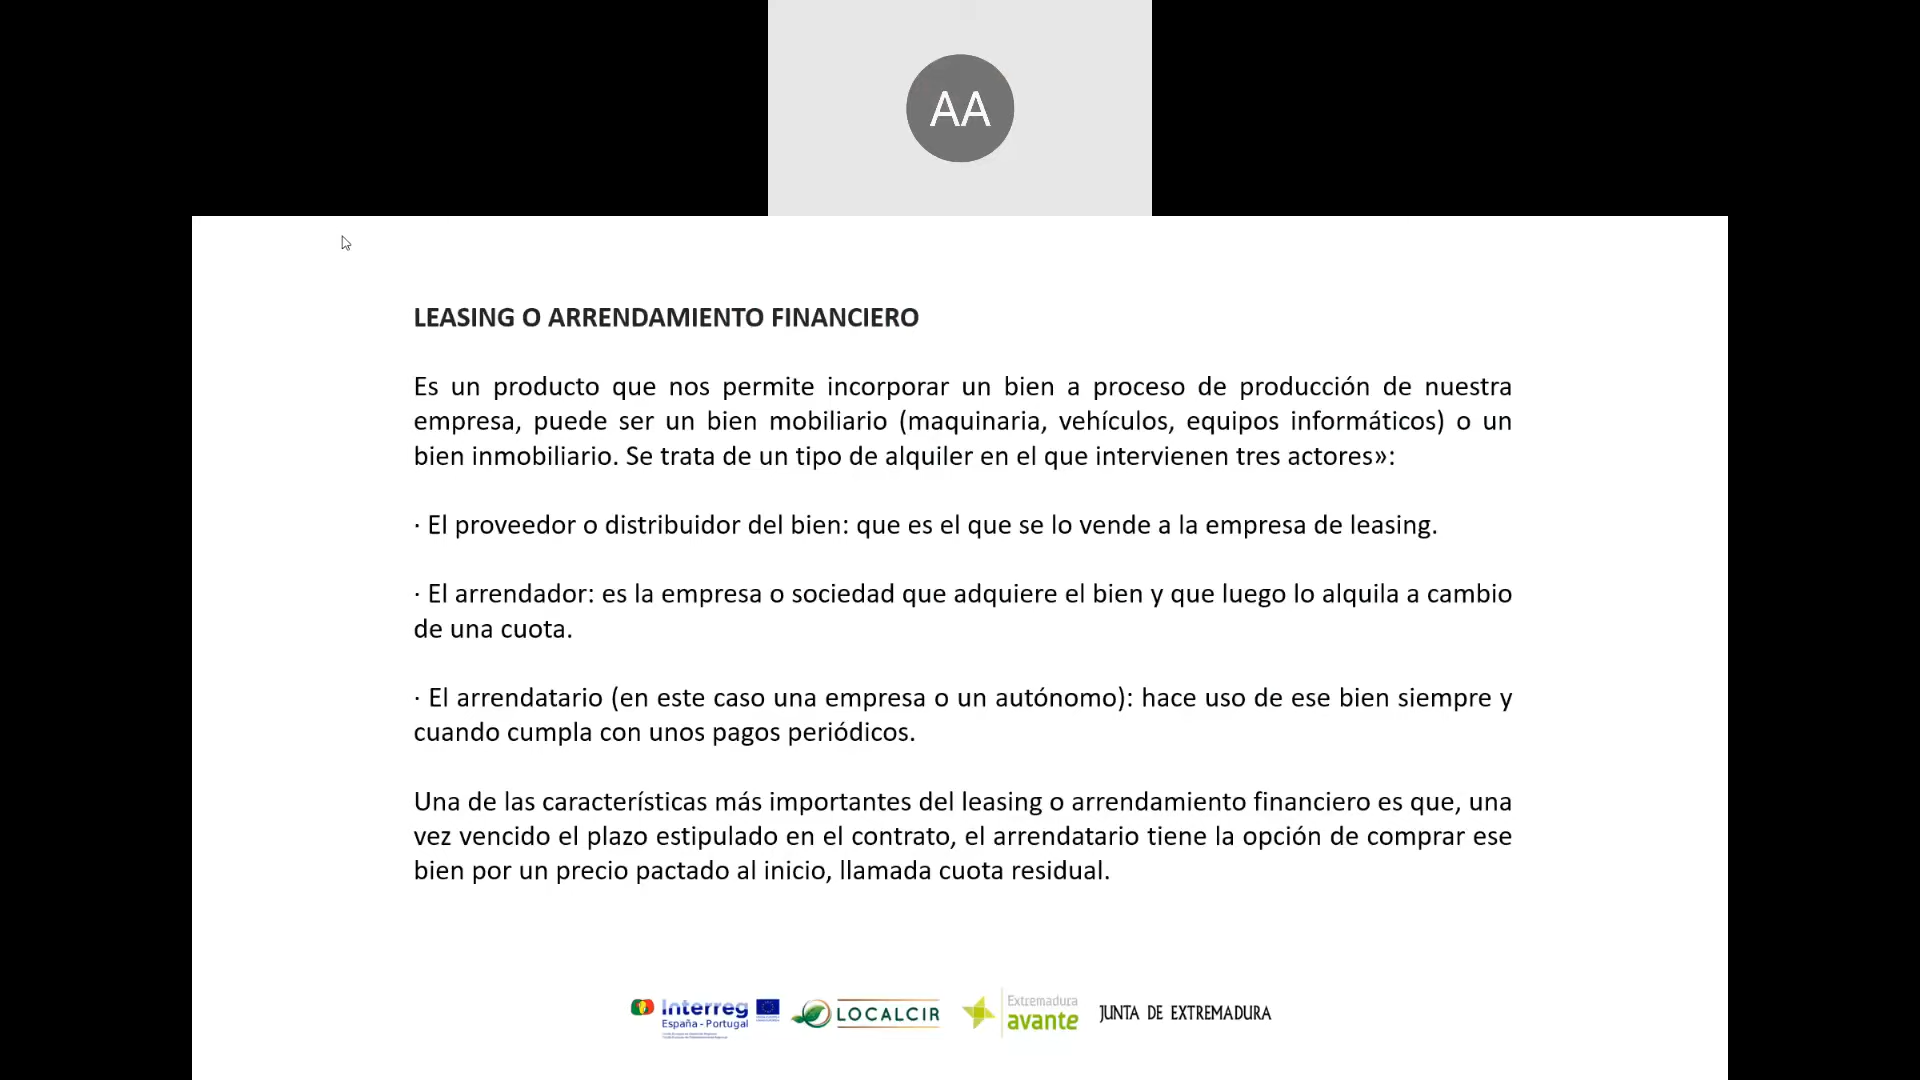 AA
LEASING O ARRENDAMIENTO FINANCIERO
Es un producto que nos permite incorporar un bien a proceso de producción de nuestra
empresa, puede ser un bien mobiliario (maquinaria, vehículos, equipos informáticos) o un
bien inmobiliario. Se trata de un tipo de alquiler en el que intervienen tres actores»:
· El proveedor o distribuidor del bien: que es el que se lo vende a la empresa de leasing.
· El arrendador: es la empresa o sociedad que adquiere el bien y que luego lo alquila a cambio
de una cuota.
· El arrendatario (en este caso una empresa o un autónomo): hace uso de ese bien siempre y
cuando cumpla con unos pagos periódicos.
Una de las características más importantes del leasing o arrendamiento financiero es que, una
vez vencido el plazo estipulado en el contrato, el arrendatario tiene la opción de comprar ese
bien por un precio pactado al inicio, llamada cuota residual.
Interreg
España - Portugal
LOCALCIR
Extremadura
avante
JUNTA DE EXTREMADURA